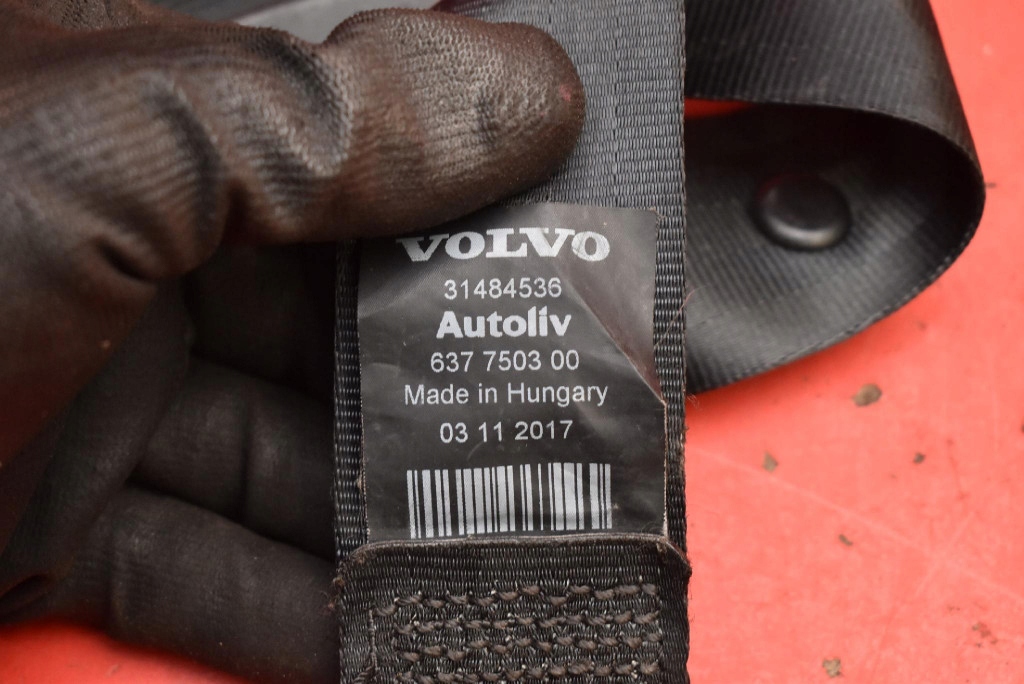 VOLVO
31484536
Autoliv
637 7503 00
Made in Hungary
03 11 2017